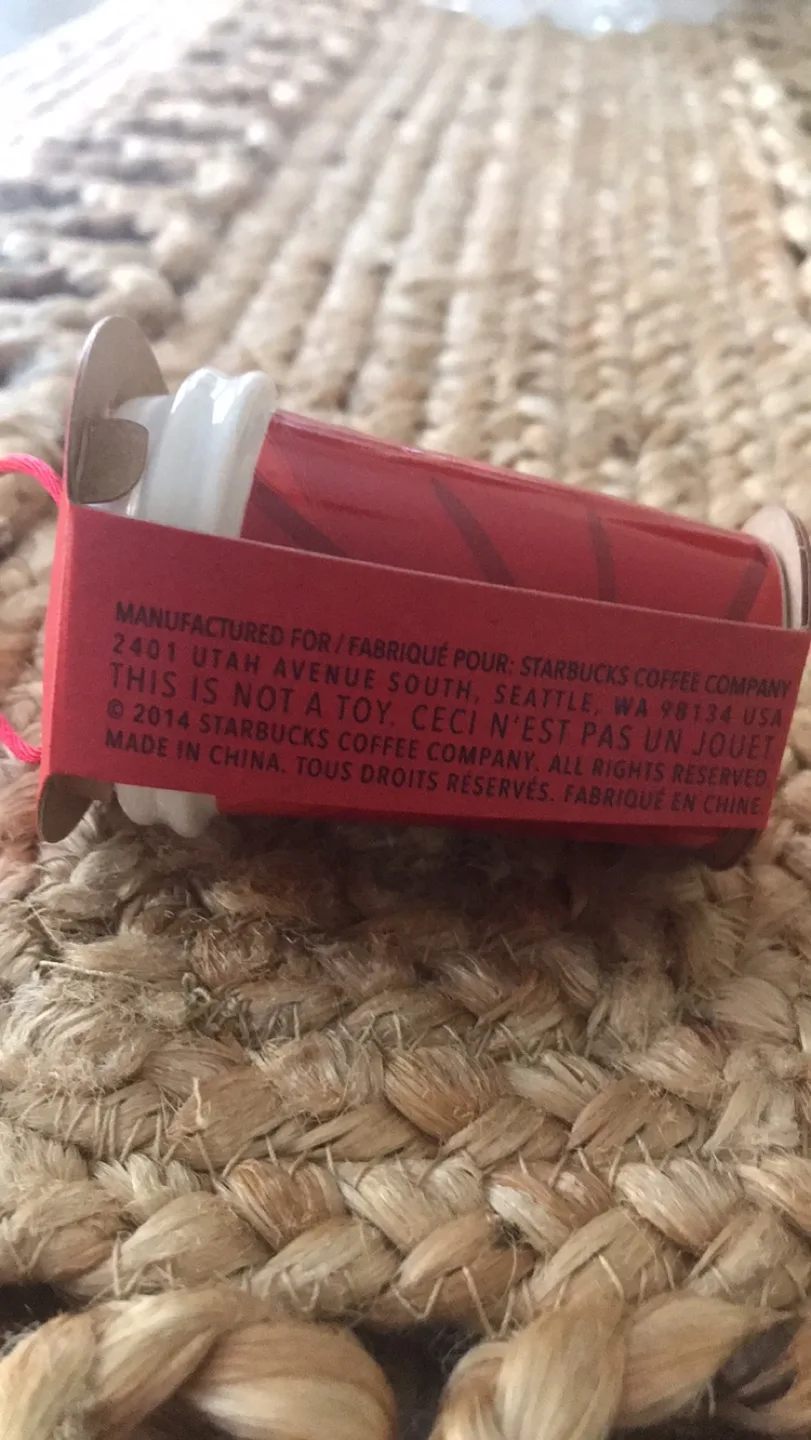 MANUFACTURED FOR / FABRIQUÉ POUR: STARBUCKS COFFEE COMPANY
2401 UTAH AVENUE SOUTH, SEATTLE, WA 98134 USA
THIS IS NOT A TOY. CECI N'EST PAS UN JOUET
© 2014 STARBUCKS COFFEE COMPANY. ALL RIGHTS RESERVED.
MADE IN CHINA. TOUS DROITS RÉSERVÉS. FABRIQUÉ EN CHINE.